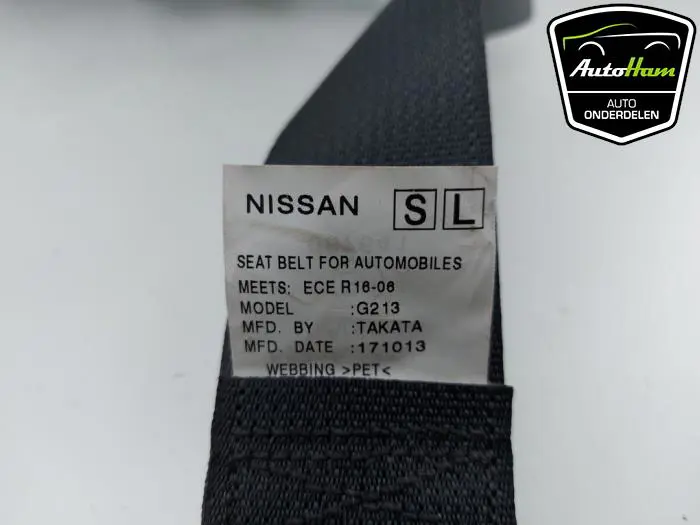 NISSAN S L
SEAT BELT FOR AUTOMOBILES
MEETS: ECE R16-06
MODEL :G213
MFD. BY :TAKATA
MFD. DATE :171013
WEBBING >PET<
AutoHam
AUTO
ONDERDELEN